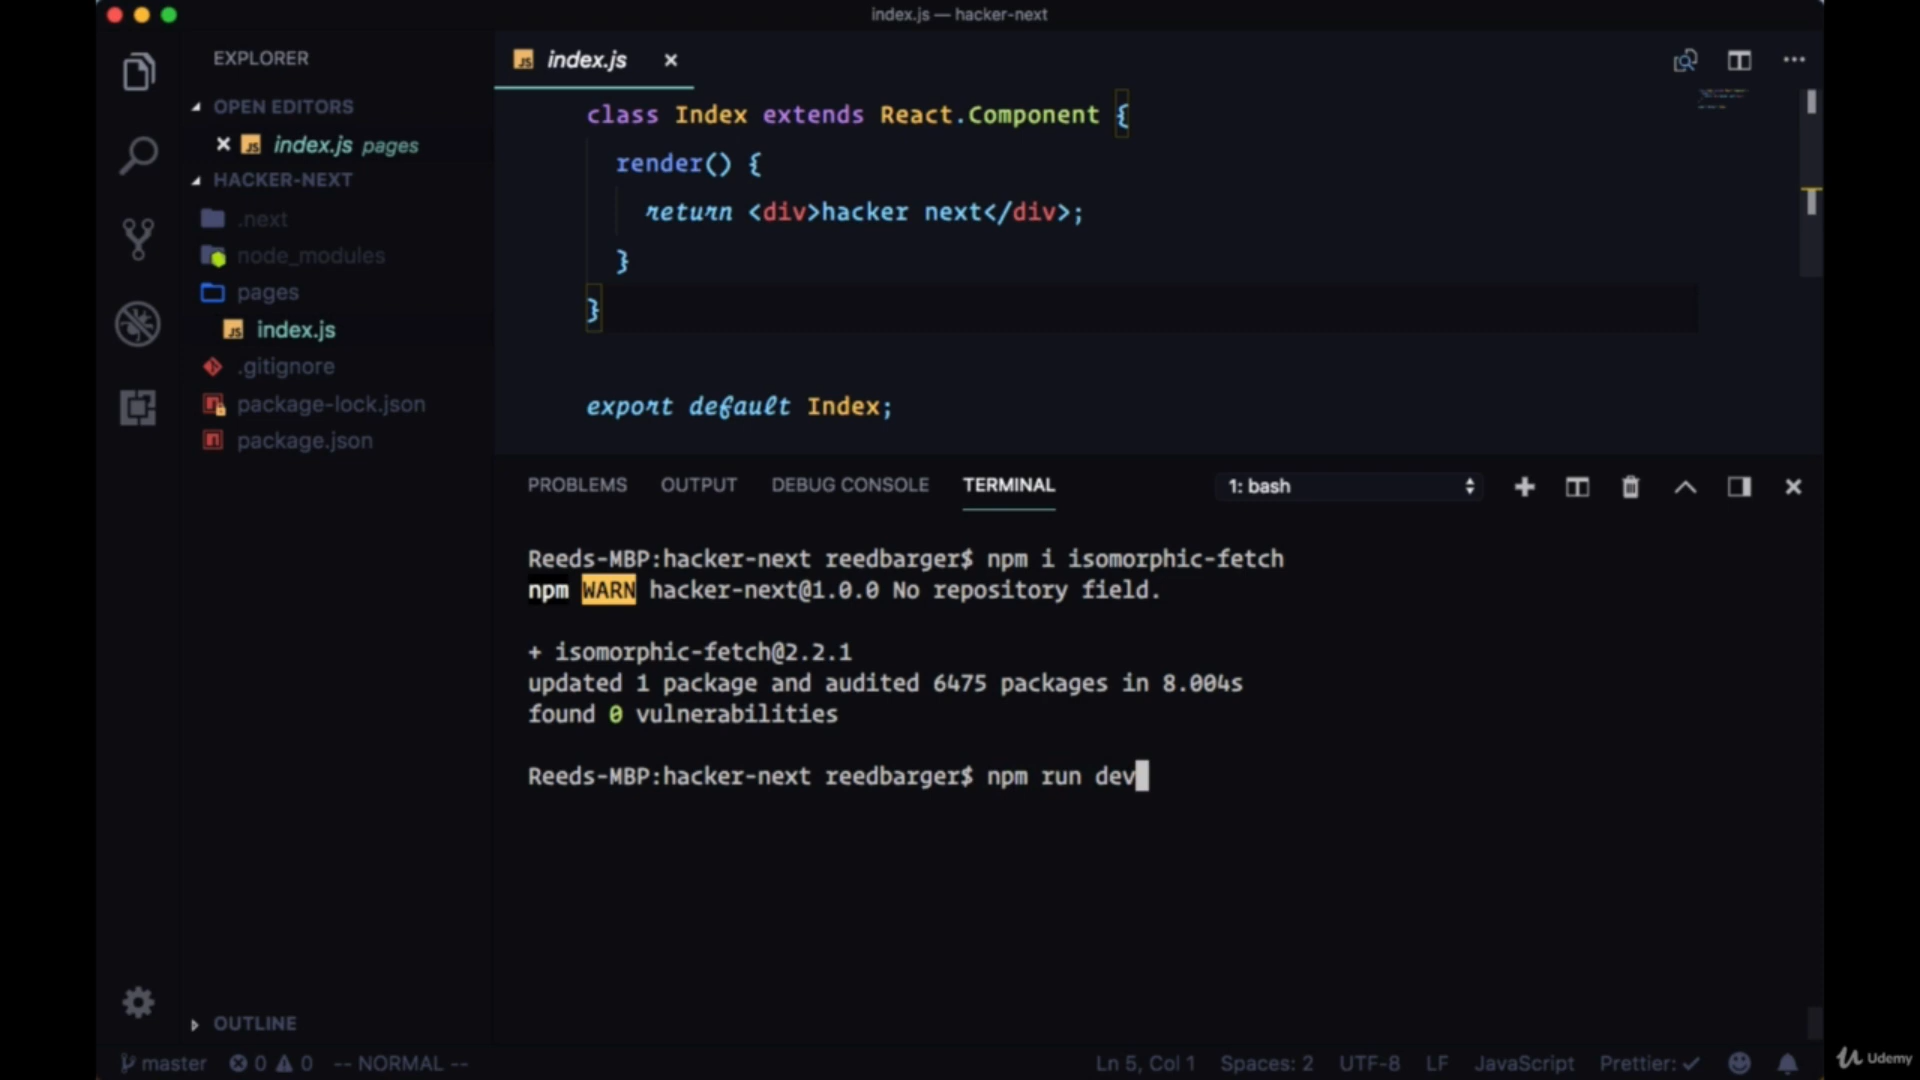 index.js — hacker-next
EXPLORER
OPEN EDITORS
index.js pages
HACKER-NEXT
.next
node_modules
pages
index.js
.gitignore
package-lock.json
package.json
OUTLINE
index.js
class Index extends React.Component {
render() {
return <div>hacker next</div>;
}
}
export default Index;
PROBLEMS OUTPUT DEBUG CONSOLE TERMINAL 1: bash
Reeds-MBP:hacker-next reedbarger$ npm i isomorphic-fetch
npm WARN hacker-next@1.0.0 No repository field.
+ isomorphic-fetch@2.2.1
updated 1 package and audited 6475 packages in 8.004s
found 0 vulnerabilities
Reeds-MBP:hacker-next reedbarger$ npm run dev
master 0 0 -- NORMAL -- Ln 5, Col 1 Spaces: 2 UTF-8 LF JavaScript Prettier: ✓
Udemy